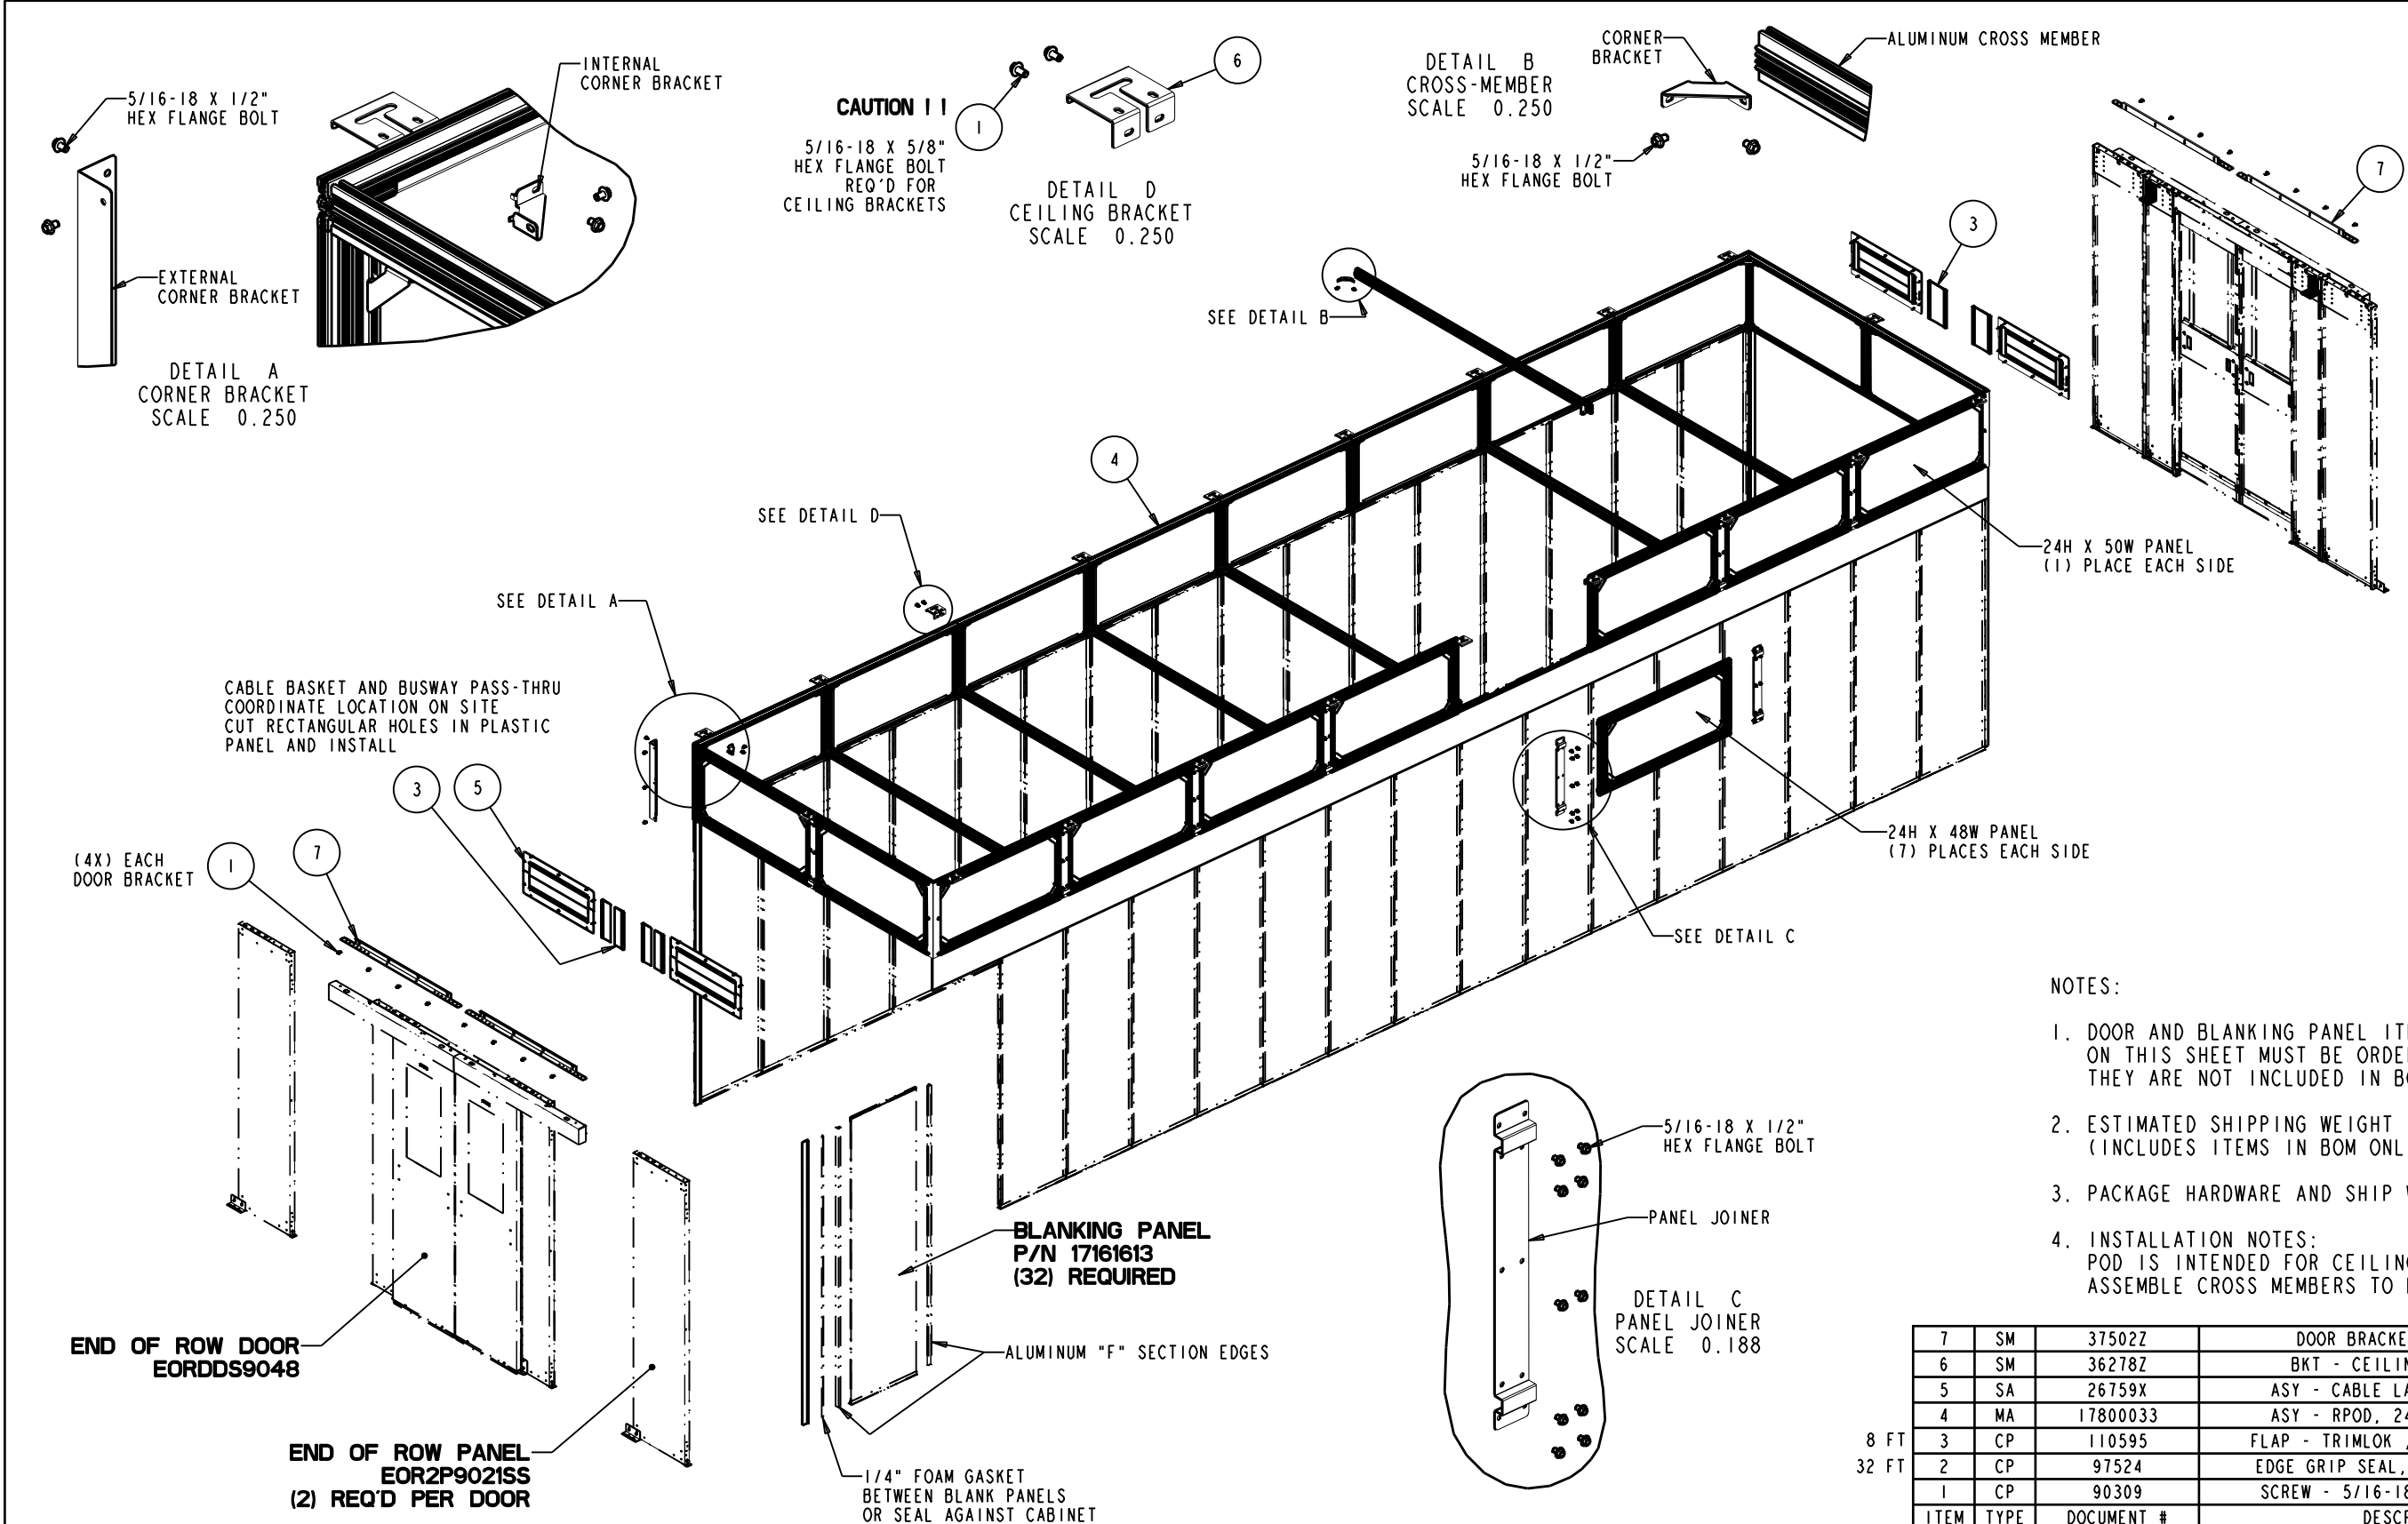 5/16-18 X 1/2"
HEX FLANGE BOLT
INTERNAL
CORNER BRACKET
EXTERNAL
CORNER BRACKET
DETAIL A
CORNER BRACKET
SCALE 0.250
CAUTION ! !
5/16-18 X 5/8"
HEX FLANGE BOLT
REQ'D FOR
CEILING BRACKETS
1
6
DETAIL D
CEILING BRACKET
SCALE 0.250
DETAIL B
CROSS-MEMBER
SCALE 0.250
CORNER
BRACKET
ALUMINUM CROSS MEMBER
5/16-18 X 1/2"
HEX FLANGE BOLT
7
3
SEE DETAIL B
4
SEE DETAIL D
SEE DETAIL A
24H X 50W PANEL
(1) PLACE EACH SIDE
CABLE BASKET AND BUSWAY PASS-THRU
COORDINATE LOCATION ON SITE
CUT RECTANGULAR HOLES IN PLASTIC
PANEL AND INSTALL
3
5
(4X) EACH
DOOR BRACKET
1
7
24H X 48W PANEL
(7) PLACES EACH SIDE
SEE DETAIL C
END OF ROW DOOR
EORDDS9048
END OF ROW PANEL
EOR2P9021SS
(2) REQ'D PER DOOR
BLANKING PANEL
P/N 17161613
(32) REQUIRED
ALUMINUM "F" SECTION EDGES
1/4" FOAM GASKET
BETWEEN BLANK PANELS
OR SEAL AGAINST CABINET
5/16-18 X 1/2"
HEX FLANGE BOLT
PANEL JOINER
DETAIL C
PANEL JOINER
SCALE 0.188
NOTES:
1. DOOR AND BLANKING PANEL
ON THIS SHEET MUST BE
THEY ARE NOT INCLUDED IN
2. ESTIMATED SHIPPING WEIGHT
(INCLUDES ITEMS IN BOM
3. PACKAGE HARDWARE AND SHIP
4. INSTALLATION NOTES:
POD IS INTENDED FOR
ASSEMBLE CROSS MEMBERS TO
7 SM 37502Z DOOR
6 SM 36278Z BKT -
5 SA 26759X ASY - CABLE
4 MA 17800033 ASY - RPOD,
8 FT 3 CP 110595 FLAP - TRIMLOK
32 FT 2 CP 97524 EDGE GRIP SEAL,
1 CP 90309 SCREW -
ITEM TYPE DOCUMENT #